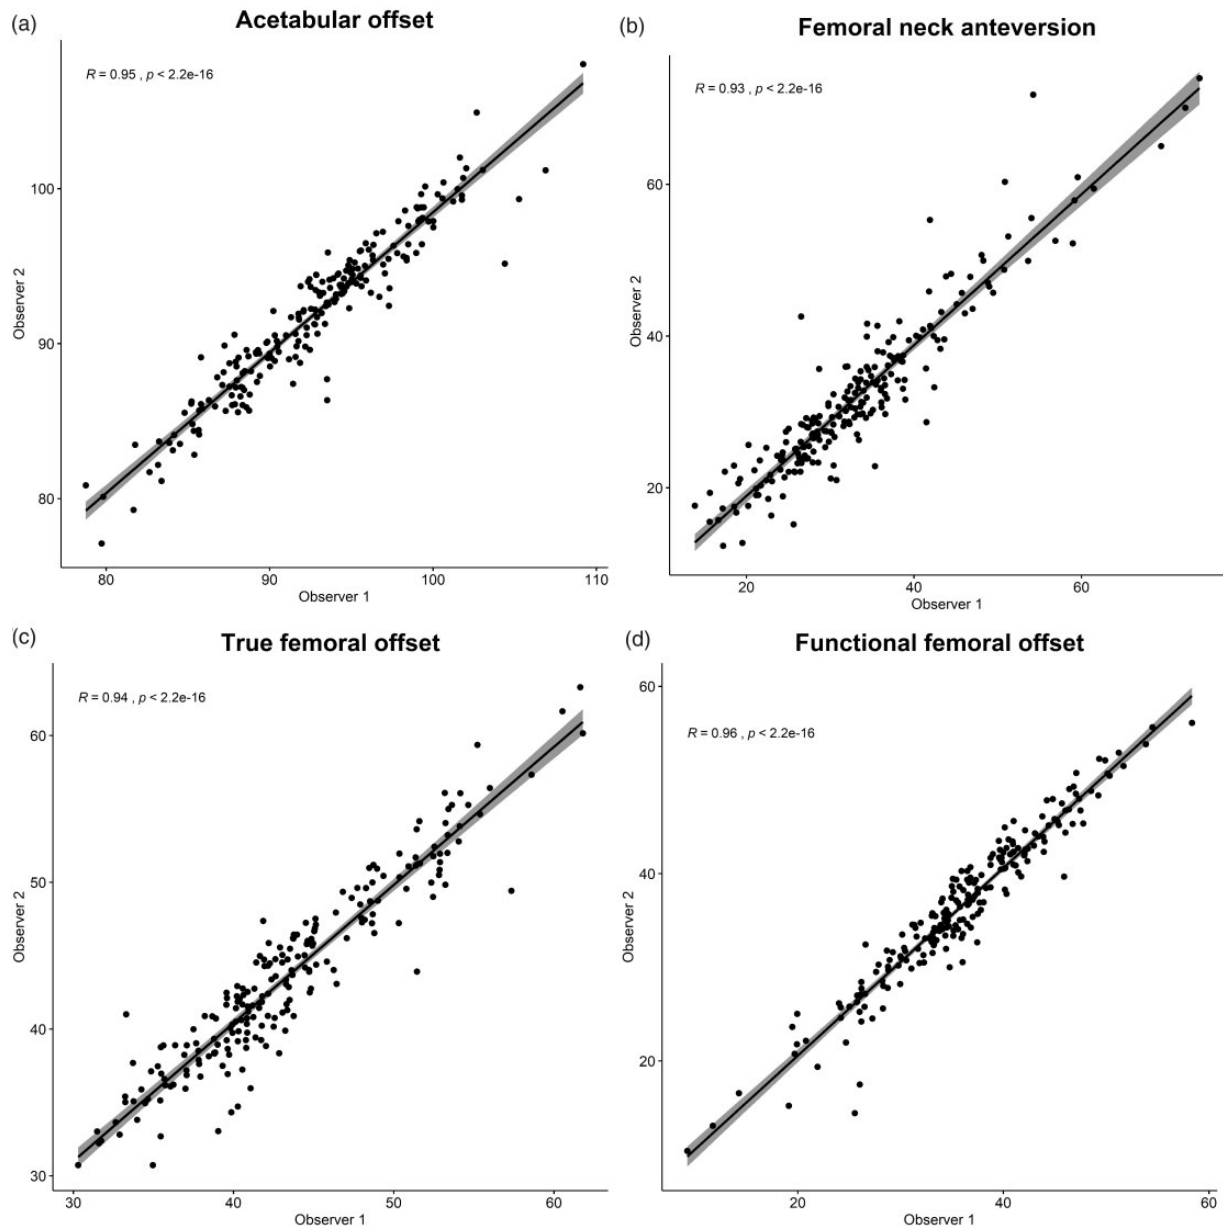 (a)
Acetabular offset
R = 0.95 , p < 2.2e-16
100
90
80
Observer 2
80 90 100 110
Observer 1
(b)
Femoral neck anteversion
R = 0.93 , p < 2.2e-16
60
40
20
Observer 2
20 40 60
Observer 1
(c)
True femoral offset
R = 0.94 , p < 2.2e-16
60
50
40
30
Observer 2
30 40 50 60
Observer 1
(d)
Functional femoral offset
R = 0.96 , p < 2.2e-16
60
40
20
Observer 2
20 40 60
Observer 1